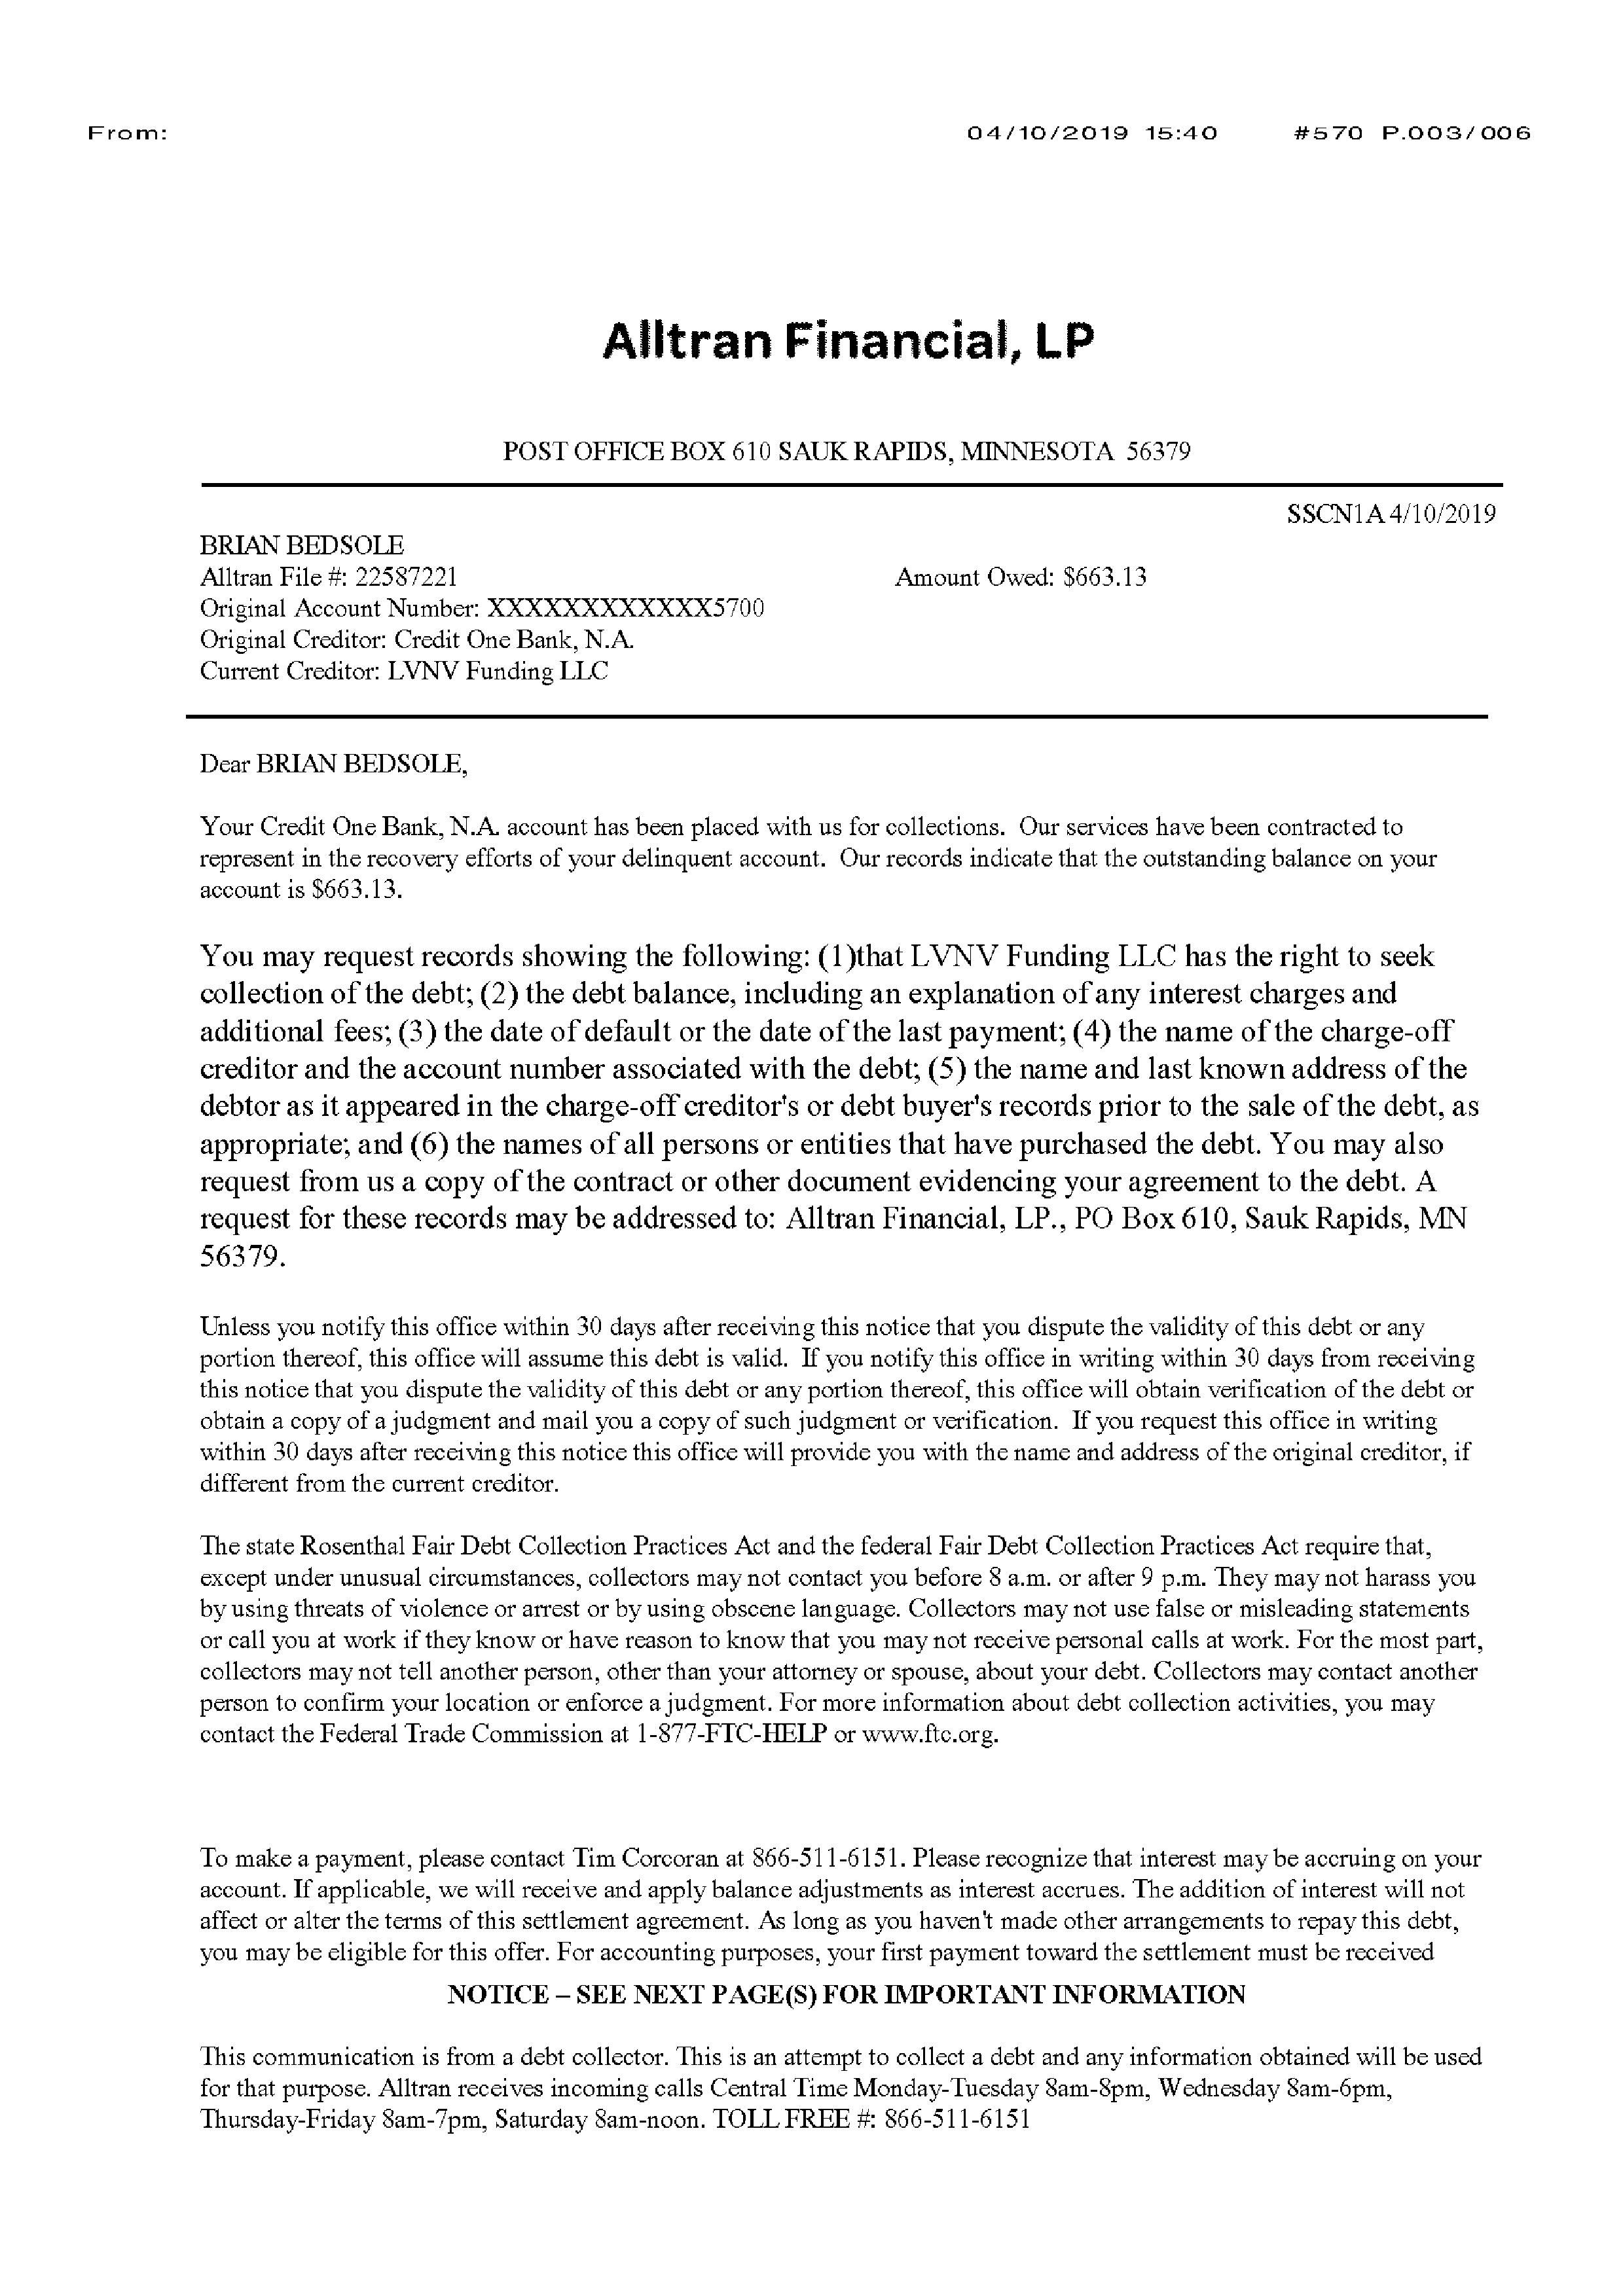 From: 04/10/2019 15:40 #570 P.003/006
Alltran Financial, LP
POST OFFICE BOX 610 SAUK RAPIDS, MINNESOTA 56379
SSCN1A 4/10/2019
BRIAN BEDSOLE
Alltran File #: 22587221 Amount Owed: $663.13
Original Account Number: XXXXXXXXXXXX5700
Original Creditor: Credit One Bank, N.A.
Current Creditor: LVNV Funding LLC
Dear BRIAN BEDSOLE,
Your Credit One Bank, N.A. account has been placed with us for collections. Our services have been contracted to
represent in the recovery efforts of your delinquent account. Our records indicate that the outstanding balance on your
account is $663.13.
You may request records showing the following: (1)that LVNV Funding LLC has the right to seek
collection of the debt; (2) the debt balance, including an explanation of any interest charges and
additional fees; (3) the date of default or the date of the last payment; (4) the name of the charge-off
creditor and the account number associated with the debt; (5) the name and last known address of the
debtor as it appeared in the charge-off creditor's or debt buyer's records prior to the sale of the debt, as
appropriate; and (6) the names of all persons or entities that have purchased the debt. You may also
request from us a copy of the contract or other document evidencing your agreement to the debt. A
request for these records may be addressed to: Alltran Financial, LP., PO Box 610, Sauk Rapids, MN
56379.
Unless you notify this office within 30 days after receiving this notice that you dispute the validity of this debt or any
portion thereof, this office will assume this debt is valid. If you notify this office in writing within 30 days from receiving
this notice that you dispute the validity of this debt or any portion thereof, this office will obtain verification of the debt or
obtain a copy of a judgment and mail you a copy of such judgment or verification. If you request this office in writing
within 30 days after receiving this notice this office will provide you with the name and address of the original creditor, if
different from the current creditor.
The state Rosenthal Fair Debt Collection Practices Act and the federal Fair Debt Collection Practices Act require that,
except under unusual circumstances, collectors may not contact you before 8 a.m. or after 9 p.m. They may not harass you
by using threats of violence or arrest or by using obscene language. Collectors may not use false or misleading statements
or call you at work if they know or have reason to know that you may not receive personal calls at work. For the most part,
collectors may not tell another person, other than your attorney or spouse, about your debt. Collectors may contact another
person to confirm your location or enforce a judgment. For more information about debt collection activities, you may
contact the Federal Trade Commission at 1-877-FTC-HELP or www.ftc.org.
To make a payment, please contact Tim Corcoran at 866-511-6151. Please recognize that interest may be accruing on your
account. If applicable, we will receive and apply balance adjustments as interest accrues. The addition of interest will not
affect or alter the terms of this settlement agreement. As long as you haven't made other arrangements to repay this debt,
you may be eligible for this offer. For accounting purposes, your first payment toward the settlement must be received
NOTICE – SEE NEXT PAGE(S) FOR IMPORTANT INFORMATION
This communication is from a debt collector. This is an attempt to collect a debt and any information obtained will be used
for that purpose. Alltran receives incoming calls Central Time Monday-Tuesday 8am-8pm, Wednesday 8am-6pm,
Thursday-Friday 8am-7pm, Saturday 8am-noon. TOLL FREE #: 866-511-6151